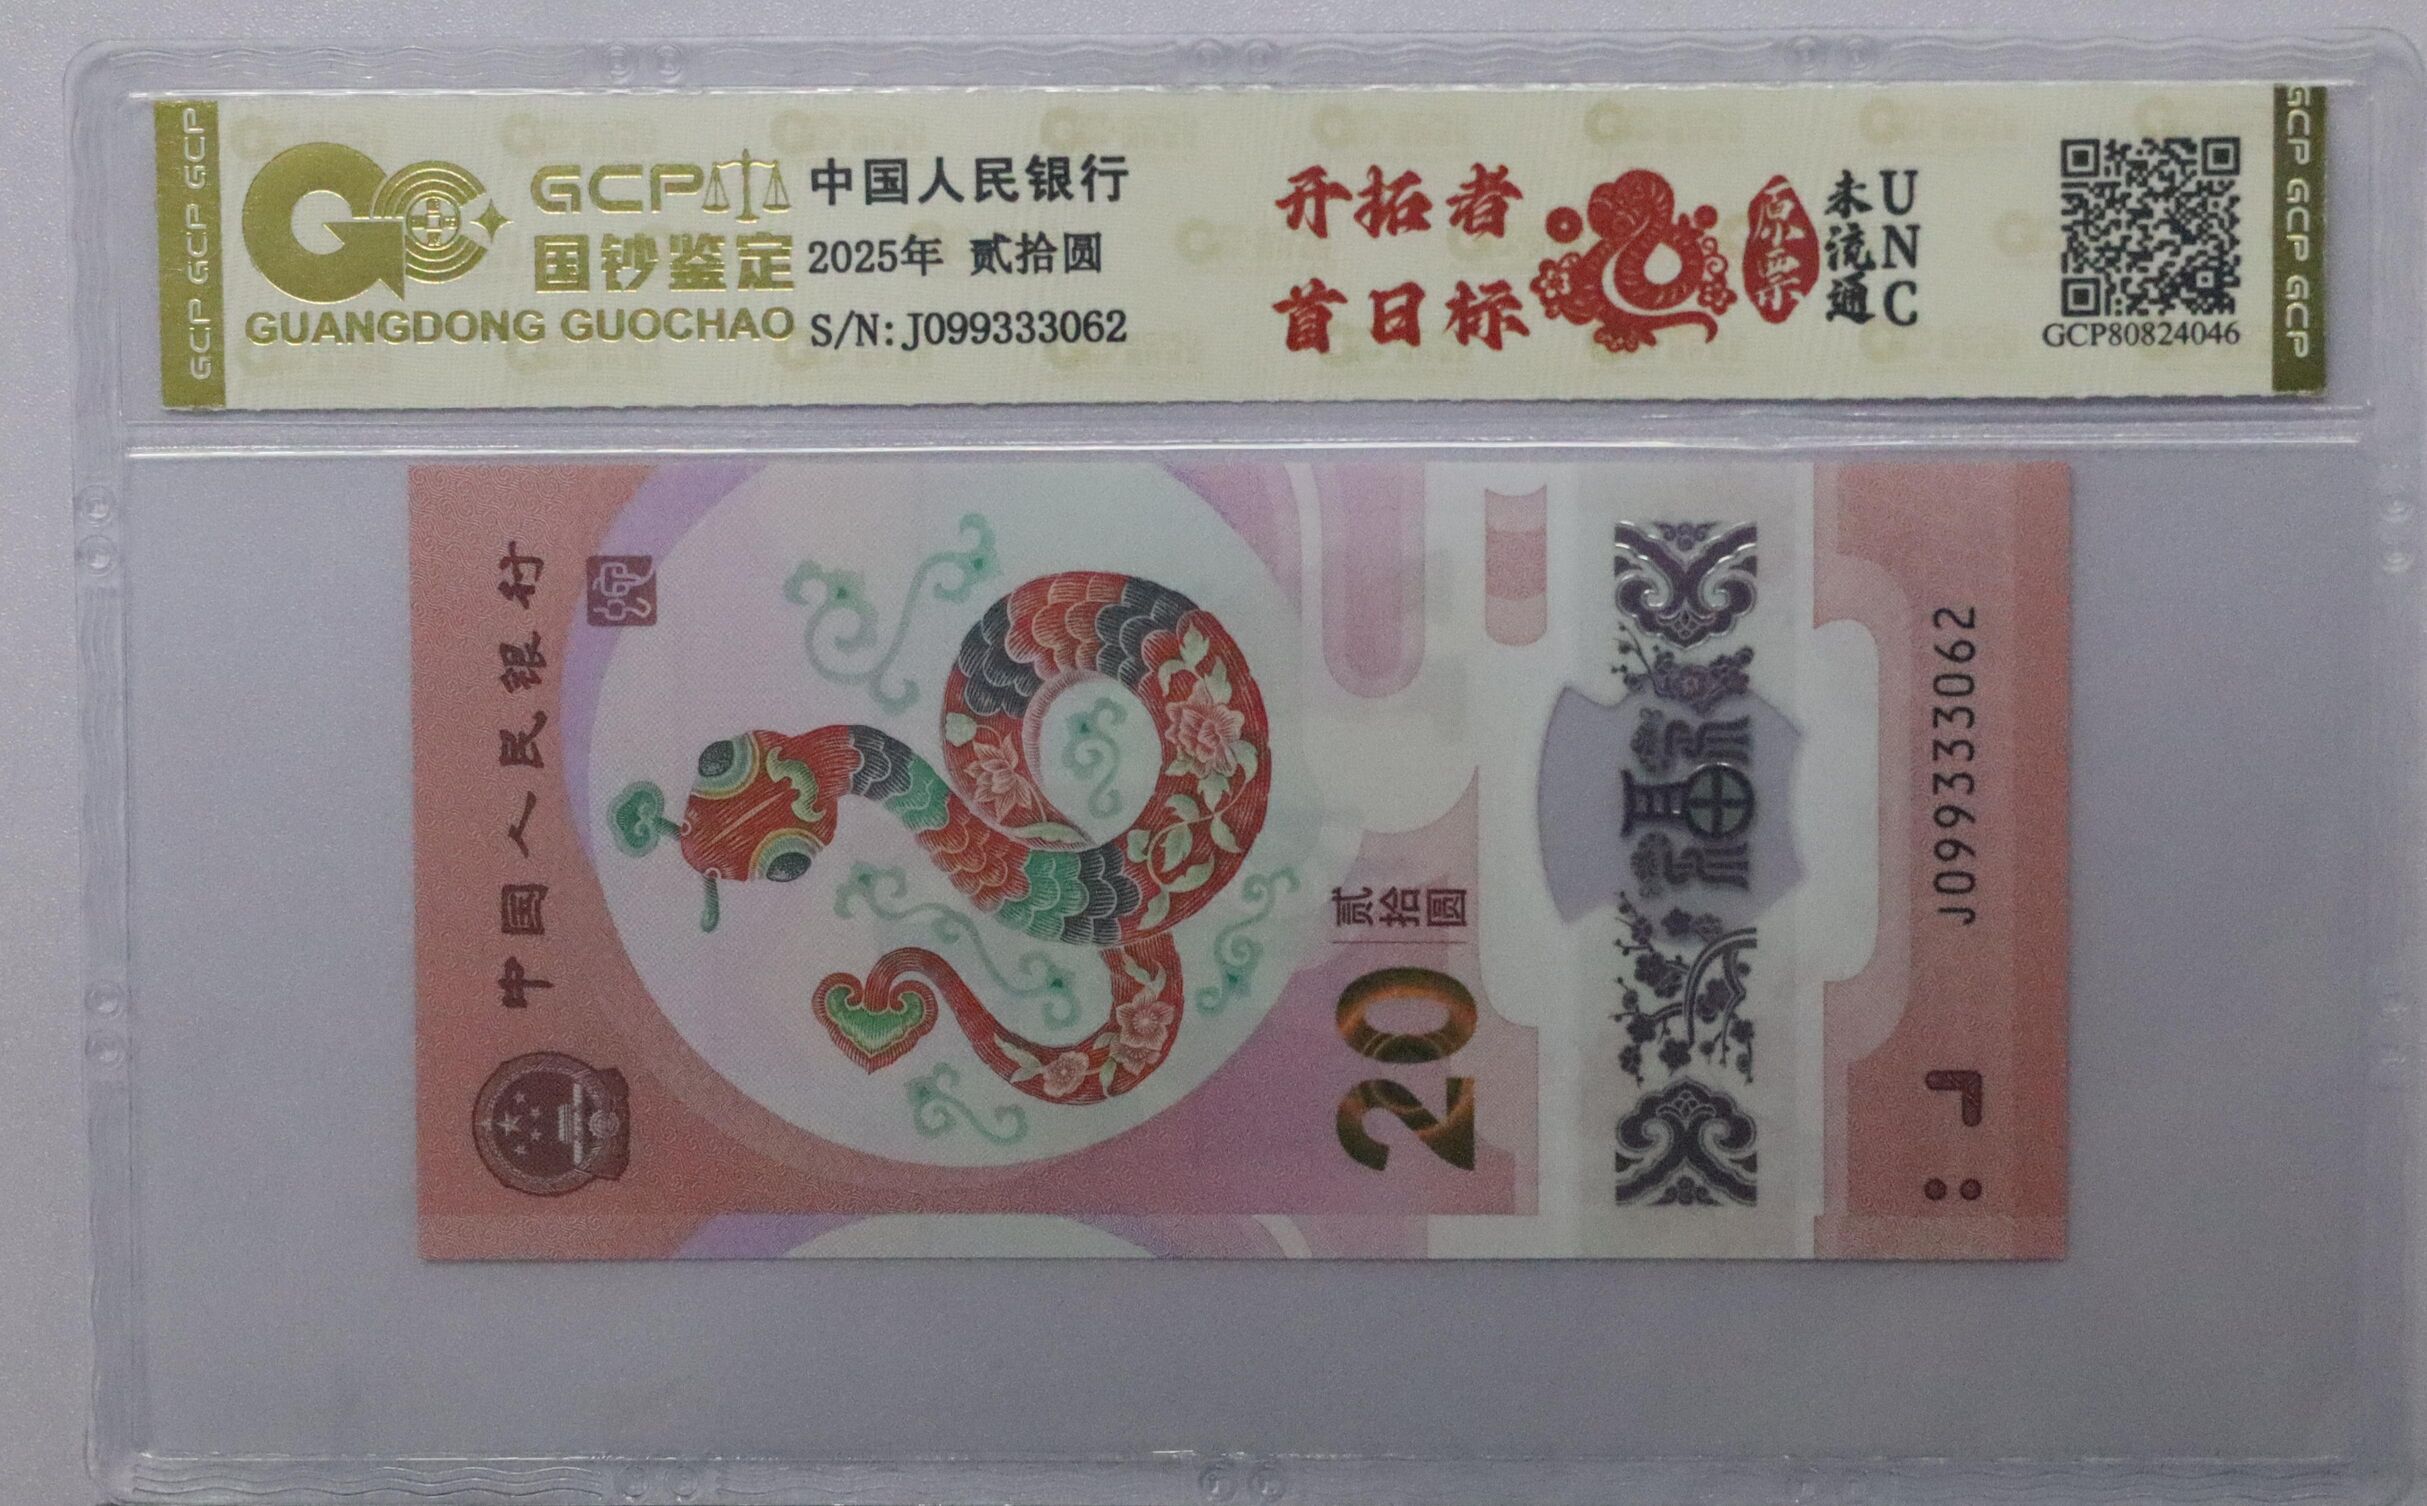 GCP GCP GCP
GCP
国钞鉴定
GUANGDONG GUOCHAO
中国人民银行
2025年 贰拾圆
S/N: J099333062
开拓者
首日标
原票
未流通
UNC
GCP80824046
GCP GCP GCP
中国人民银行
蛇
贰拾圆
20
福
J099333062